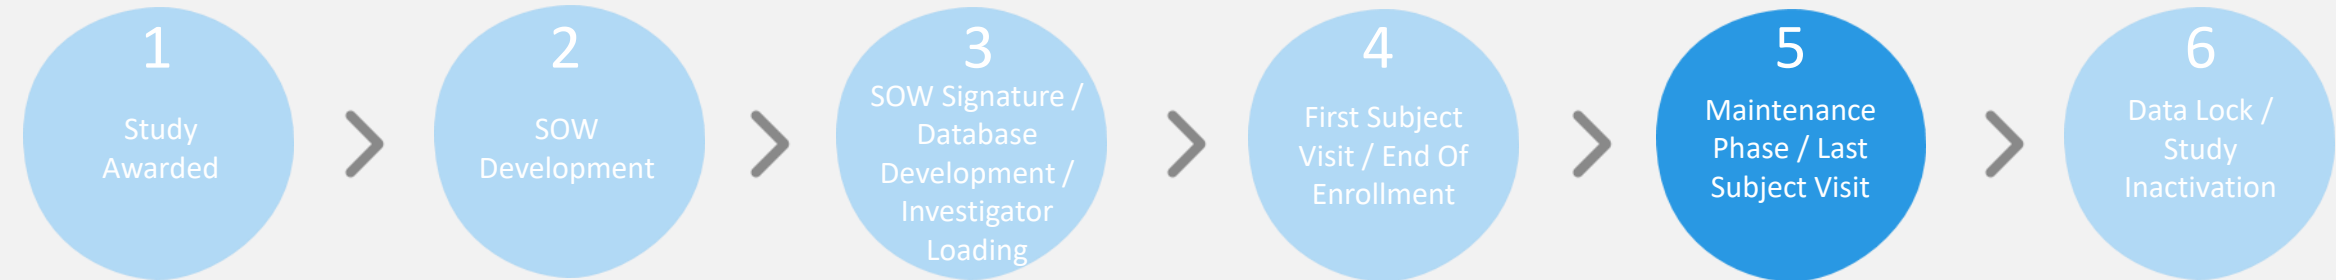 1
Study
Awarded
2
SOW
Development
3
SOW Signature /
Database
Development /
Investigator
Loading
4
First Subject
Visit / End Of
Enrollment
5
Maintenance
Phase / Last
Subject Visit
6
Data Lock /
Study
Inactivation